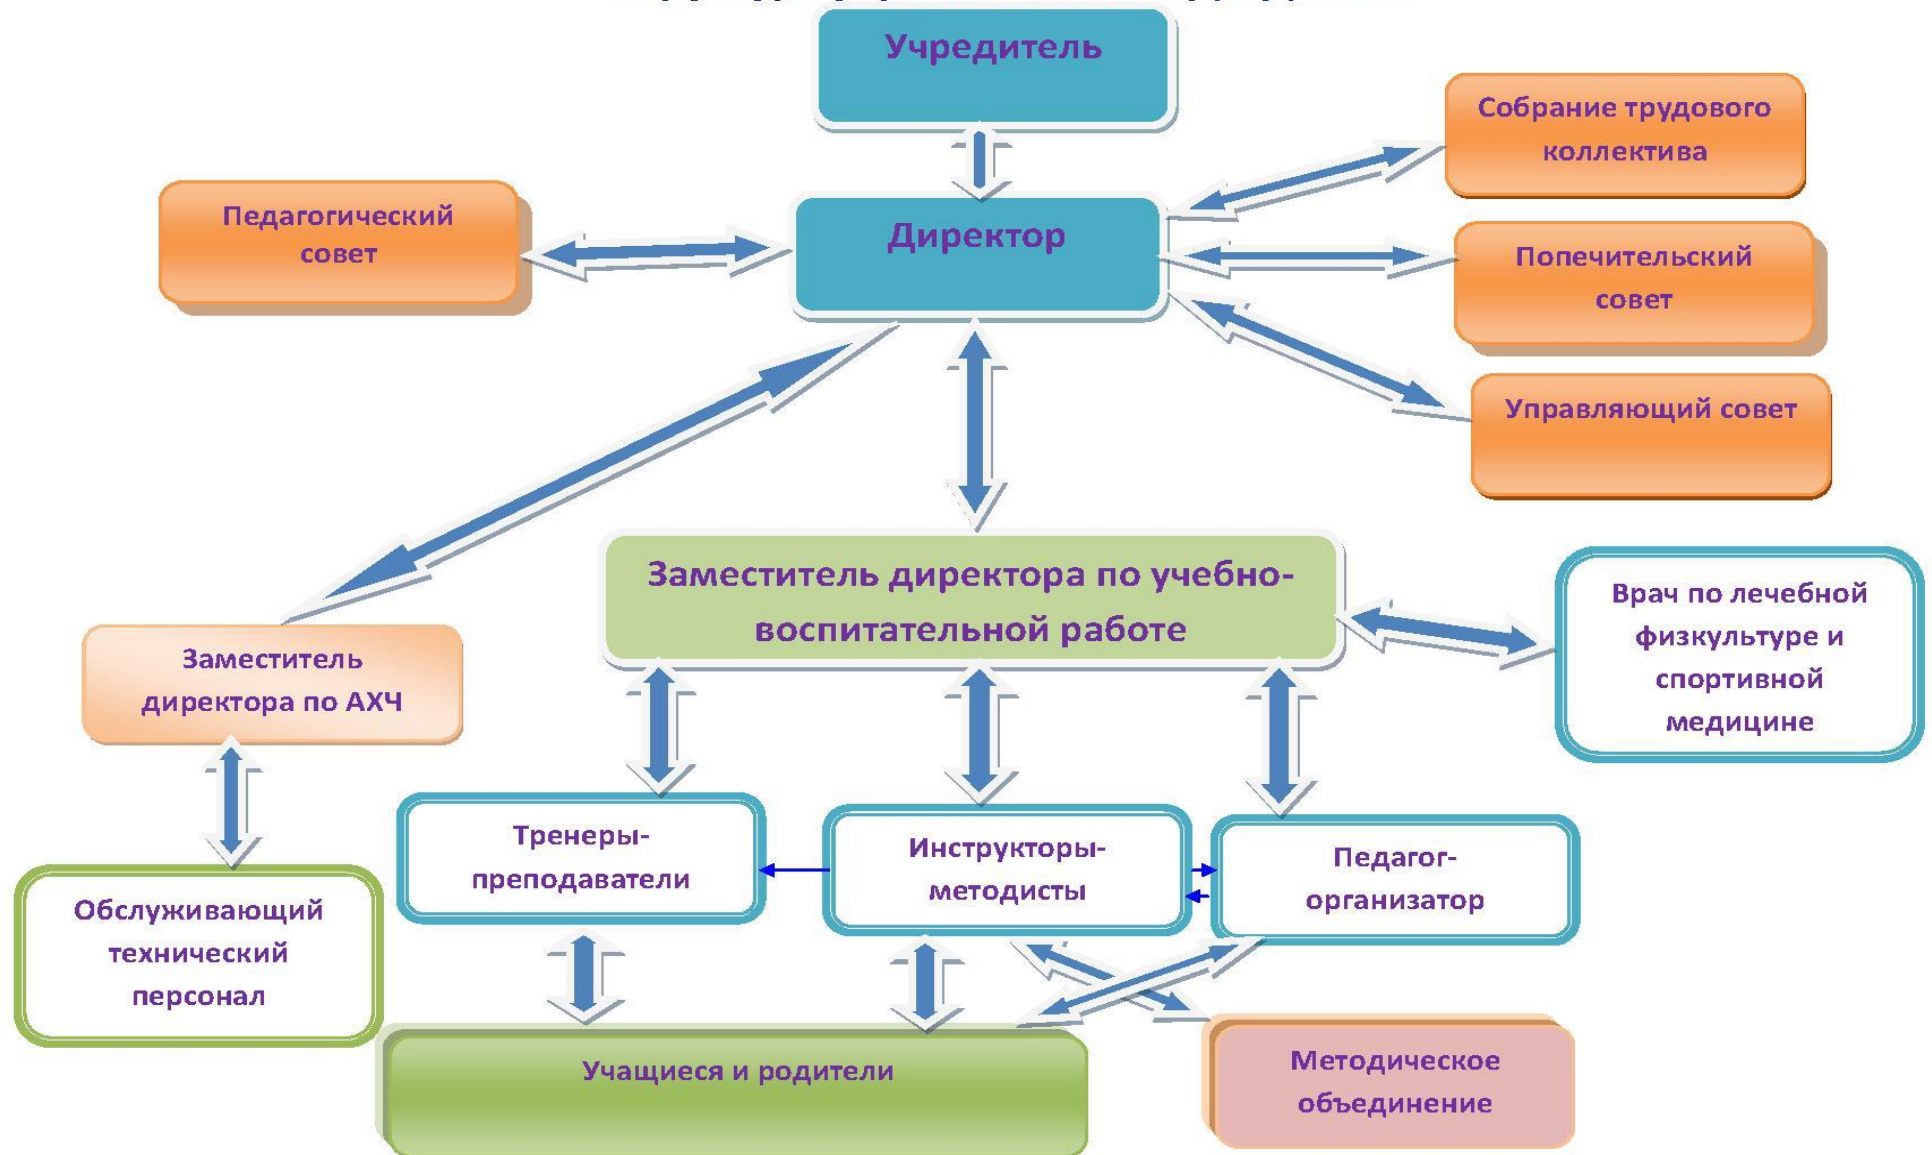 Учредитель
Собрание трудового
коллектива
Педагогический
совет
Директор
Попечительский
совет
Управляющий совет
Заместитель директора по учебно-
воспитательной работе
Врач по лечебной
физкультуре и
спортивной
медицине
Заместитель
директора по АХЧ
Тренеры-
преподаватели
Инструкторы-
методисты
Педагог-
организатор
Обслуживающий
технический
персонал
Учащиеся и родители
Методическое
объединение